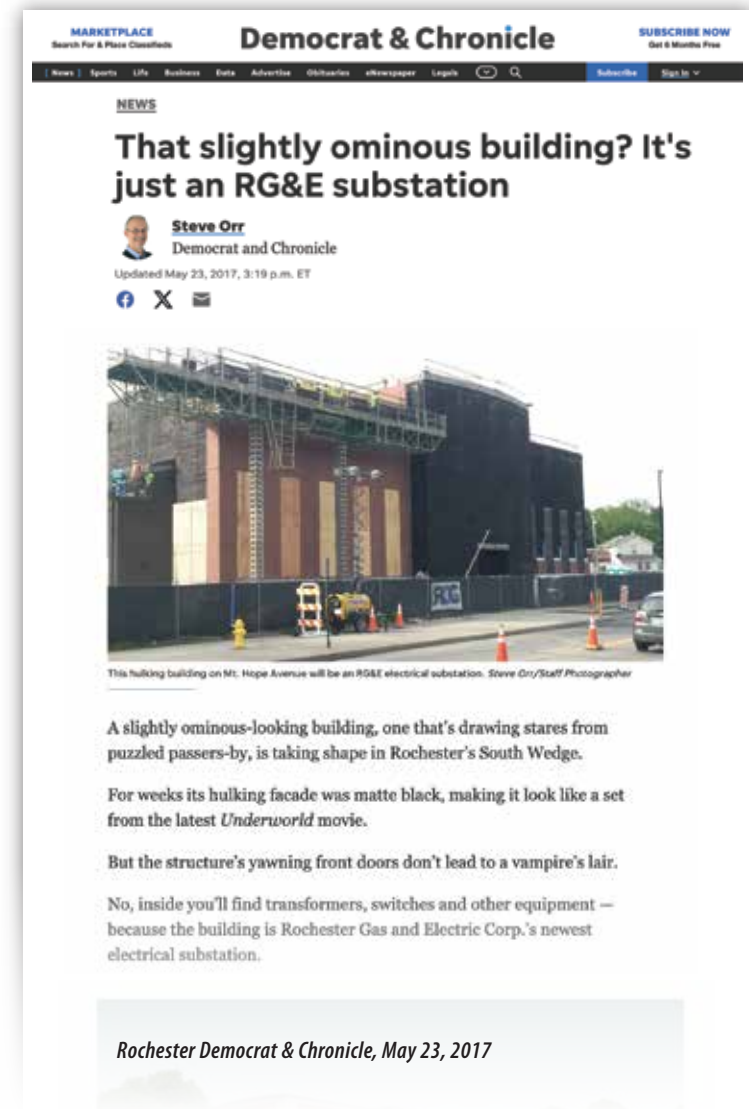 MARKETPLACE
Search For & Place Classifieds
Democrat & Chronicle
SUBSCRIBE NOW
Get 6 Months Free
[ News ] Sports Life Business Data Advertise Obituaries eNewspaper Legals
Subscribe
Sign In
NEWS
That slightly ominous building? It's
just an RG&E substation
Steve Orr
Democrat and Chronicle
Updated May 23, 2017, 3:19 p.m. ET
This hulking building on Mt. Hope Avenue will be an RG&E electrical substation. Steve Orr/Staff Photographer
A slightly ominous-looking building, one that's drawing stares from
puzzled passers-by, is taking shape in Rochester's South Wedge.
For weeks its hulking facade was matte black, making it look like a set
from the latest Underworld movie.
But the structure's yawning front doors don't lead to a vampire's lair.
No, inside you'll find transformers, switches and other equipment —
because the building is Rochester Gas and Electric Corp.'s newest
electrical substation.
Rochester Democrat & Chronicle, May 23, 2017